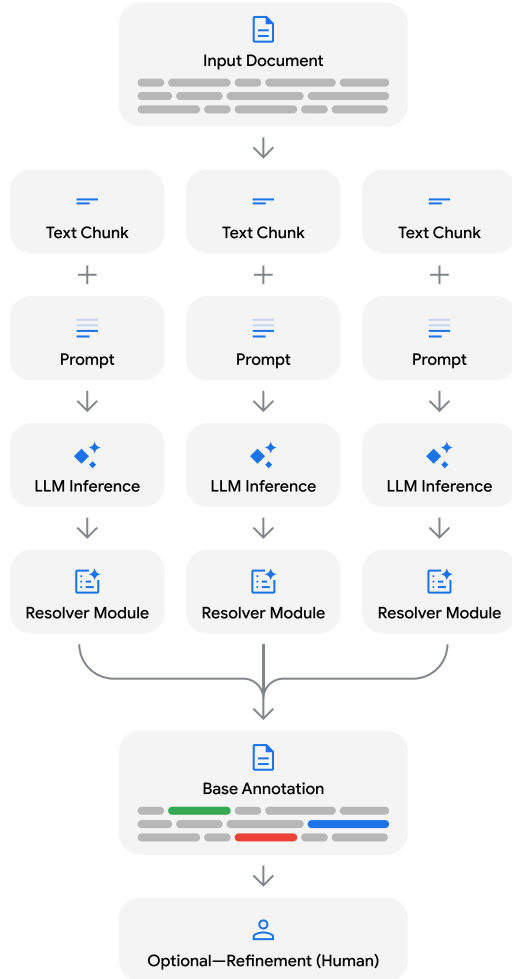 Input Document
Text Chunk
Text Chunk
Text Chunk
Prompt
Prompt
Prompt
LLM Inference
LLM Inference
LLM Inference
Resolver Module
Resolver Module
Resolver Module
Base Annotation
Optional—Refinement (Human)